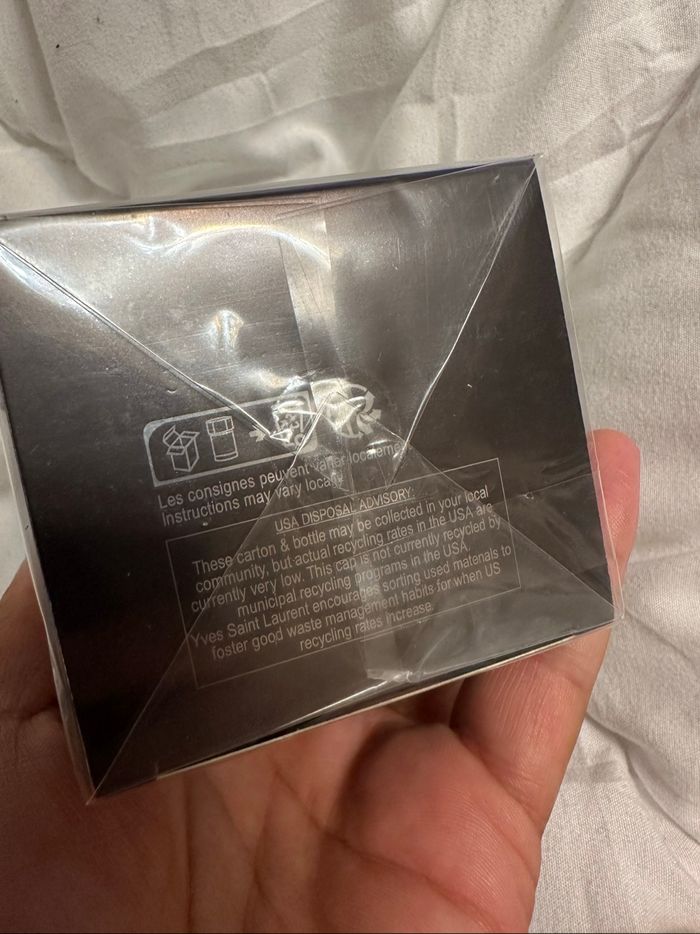 Les consignes peuvent varier localement
Instructions may vary locally
USA DISPOSAL ADVISORY:
These carton & bottle may be collected in your local
community, but actual recycling rates in the USA are
currently very low. This cap is not currently recycled by
municipal recycling programs in the USA.
Yves Saint Laurent encourages sorting used materials to
foster good waste management habits for when US
recycling rates increase